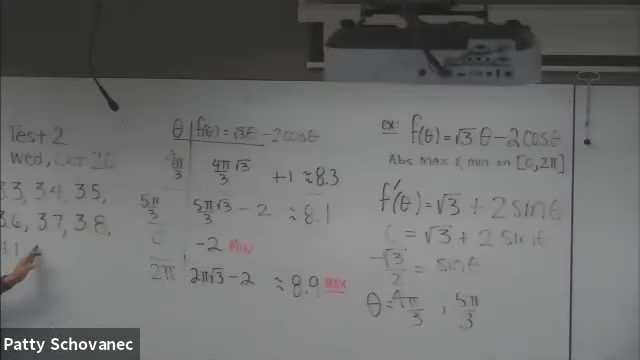 Test 2
Wed, Oct 20
3.3, 3.4, 3.5,
3.6, 3.7, 3.8,
4.1
θ f(θ) = √3θ - 2cosθ
4π/3 4π/3 √3 +1 ≈ 8.3
5π/3 5π/3 √3 - 2 ≈ 8.1
0 -2 MIN
2π 2π√3 - 2 ≈ 8.9 MAX
ex: f(θ) = √3 θ - 2cosθ
Abs max & min on [0, 2π]
f'(θ) = √3 + 2 sinθ
0 = √3 + 2 sinθ
-√3/2 = sinθ
θ = 4π/3 , 5π/3
Patty Schovanec